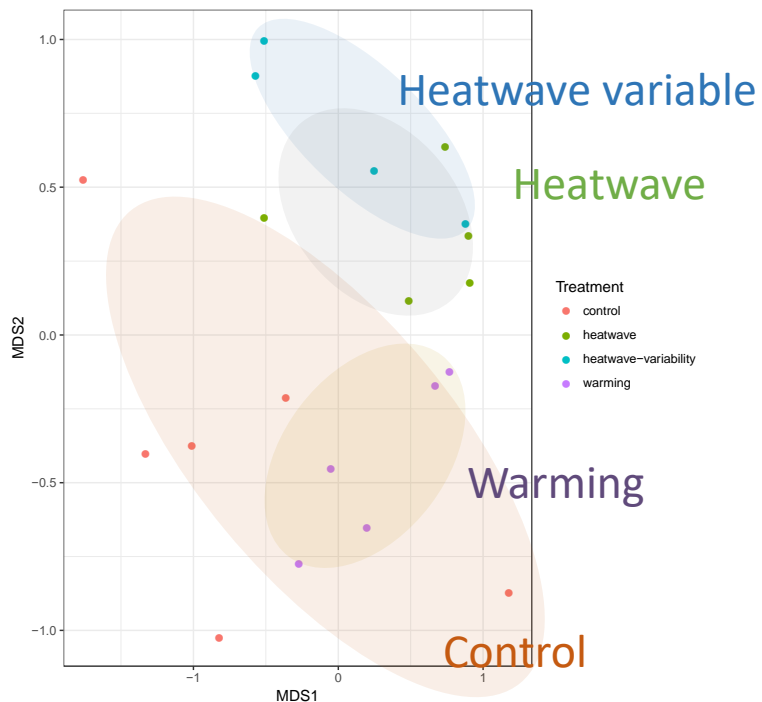 1.0
Heatwave variable
0.5
Heatwave
Treatment
control
0.0
heatwave
heatwave−variability
warming
MDS2
−0.5
Warming
−1.0
Control
−1
0
1
MDS1